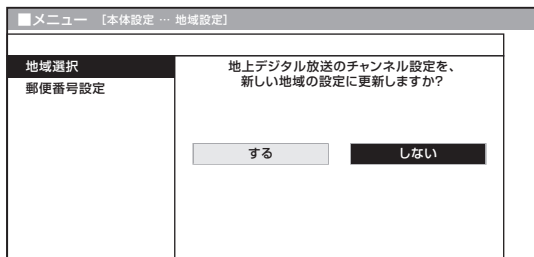 ■メニュー [本体設定 … 地域設定]
地域選択
郵便番号設定
地上デジタル放送のチャンネル設定を、
新しい地域の設定に更新しますか?
する
しない